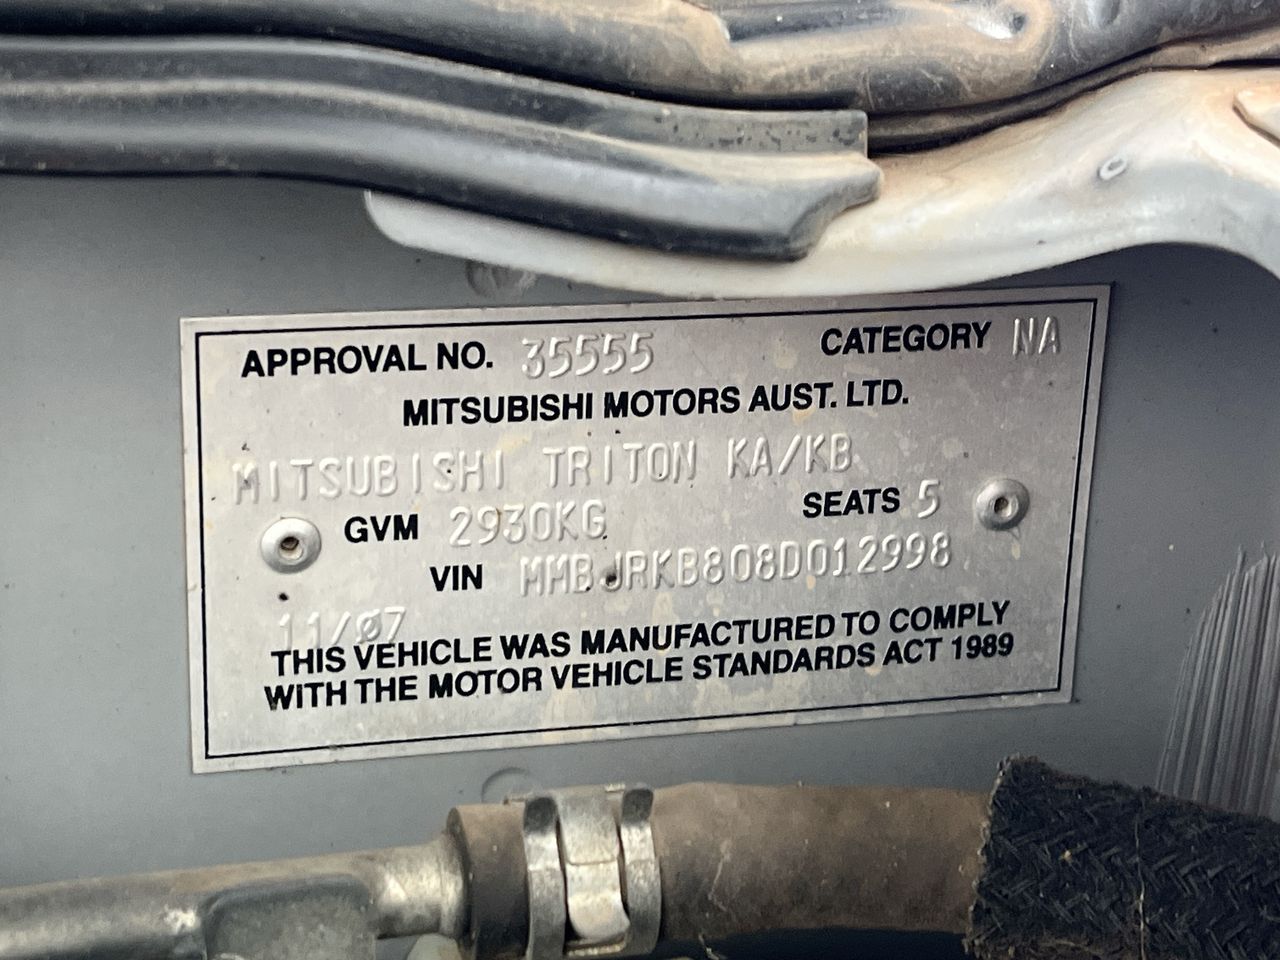 APPROVAL NO. 35555 CATEGORY NA
MITSUBISHI MOTORS AUST. LTD.
MITSUBISHI TRITON KA/KB
GVM 2930KG SEATS 5
VIN MMBJRKB808D012998
11/07
THIS VEHICLE WAS MANUFACTURED TO COMPLY
WITH THE MOTOR VEHICLE STANDARDS ACT 1989